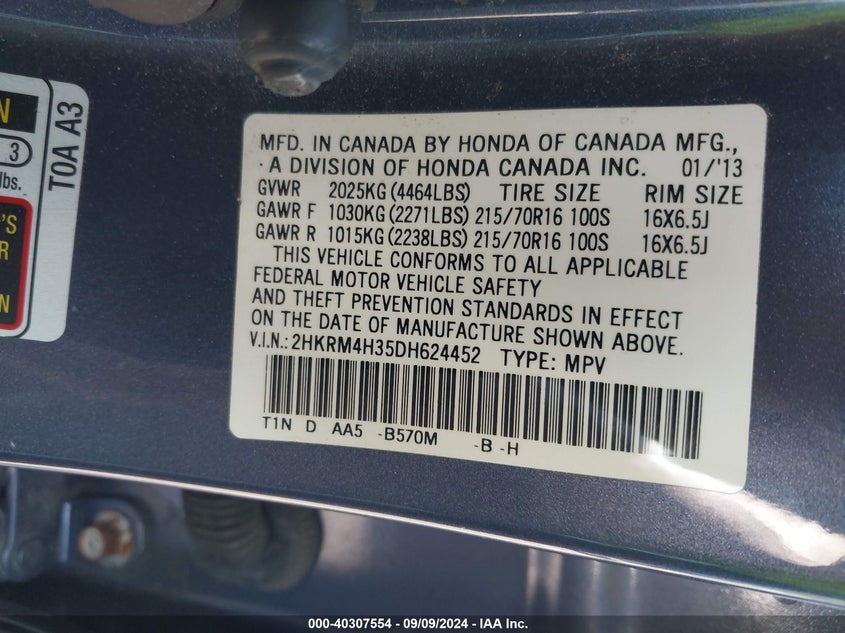 N
3
lbs.
TOA A3
'S
R
N
MFD. IN CANADA BY HONDA OF CANADA MFG.,
A DIVISION OF HONDA CANADA INC. 01/'13
GVWR 2025KG (4464LBS) TIRE SIZE RIM SIZE
GAWR F 1030KG (2271LBS) 215/70R16 100S 16X6.5J
GAWR R 1015KG (2238LBS) 215/70R16 100S 16X6.5J
THIS VEHICLE CONFORMS TO ALL APPLICABLE
FEDERAL MOTOR VEHICLE SAFETY
AND THEFT PREVENTION STANDARDS IN EFFECT
ON THE DATE OF MANUFACTURE SHOWN ABOVE.
V.I.N.: 2HKRM4H35DH624452 TYPE: MPV
T1N D AA5 -B570M -B -H
000-40307554 - 09/09/2024 - IAA Inc.